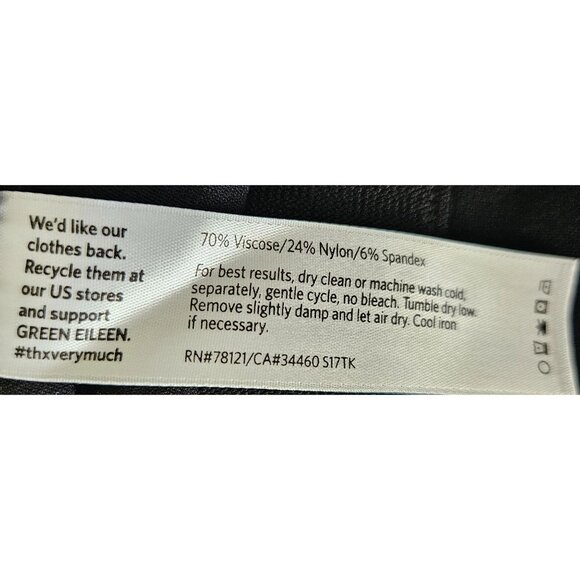 We'd like our
clothes back.
Recycle them at
our US stores
and support
GREEN EILEEN.
#thxverymuch
70% Viscose/24% Nylon/6% Spandex
For best results, dry clean or machine wash cold,
separately, gentle cycle, no bleach. Tumble dry low.
Remove slightly damp and let air dry. Cool iron
if necessary.
RN#78121/CA#34460 S17TK